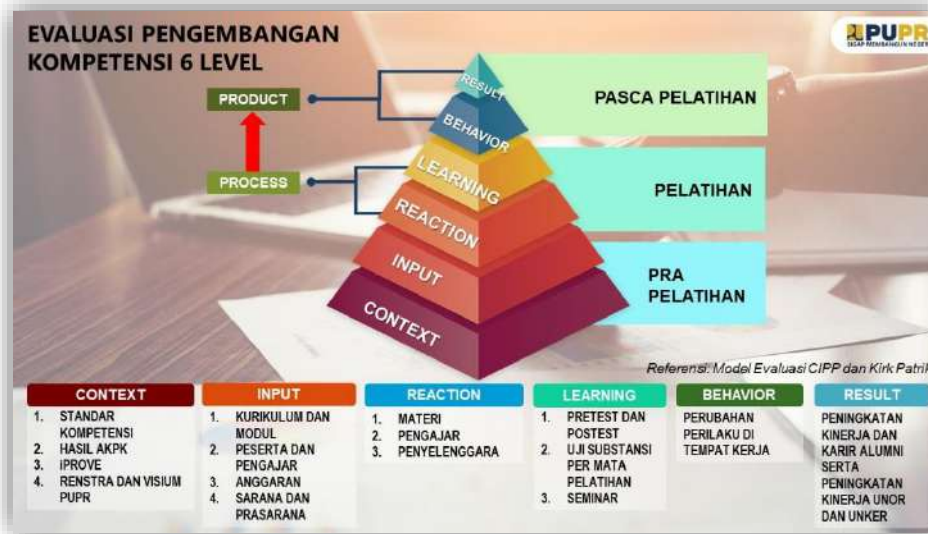 EVALUASI PENGEMBANGAN
KOMPETENSI 6 LEVEL
PUPR
SIGAP MEMBANGUN NEGERI
PRODUCT
PROCESS
RESULT
BEHAVIOR
LEARNING
REACTION
INPUT
CONTEXT
PASCA PELATIHAN
PELATIHAN
PRA
PELATIHAN
Referensi: Model Evaluasi CIPP dan Kirk Patrik
CONTEXT
1. STANDAR
KOMPETENSI
2. HASIL AKPK
3. IPROVE
4. RENSTRA DAN VISIUM
PUPR
INPUT
1. KURIKULUM DAN
MODUL
2. PESERTA DAN
PENGAJAR
3. ANGGARAN
4. SARANA DAN
PRASARANA
REACTION
1. MATERI
2. PENGAJAR
3. PENYELENGGARA
LEARNING
1. PRETEST DAN
POSTEST
2. UJI SUBSTANSI
PER MATA
PELATIHAN
3. SEMINAR
BEHAVIOR
PERUBAHAN
PERILAKU DI
TEMPAT KERJA
RESULT
PENINGKATAN
KINERJA DAN
KARIR ALUMNI
SERTA
PENINGKATAN
KINERJA UNOR
DAN UNKER